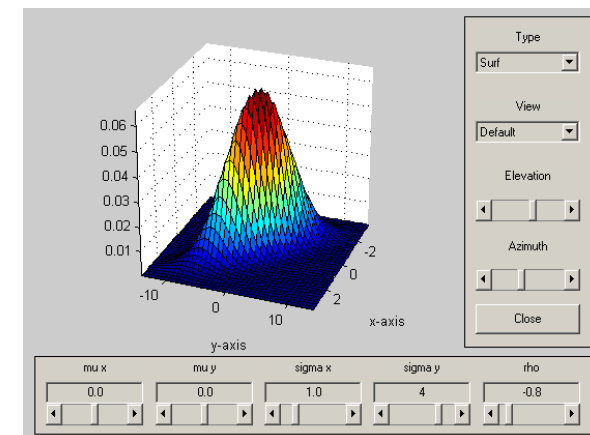 Type
Surf
View
Default
Elevation
Azimuth
Close
0.06
0.05
0.04
0.03
0.02
0.01
-10
0
10
y-axis
-2
0
2
x-axis
mu x
mu y
sigma x
sigma y
rho
0.0
0.0
1.0
4
-0.8